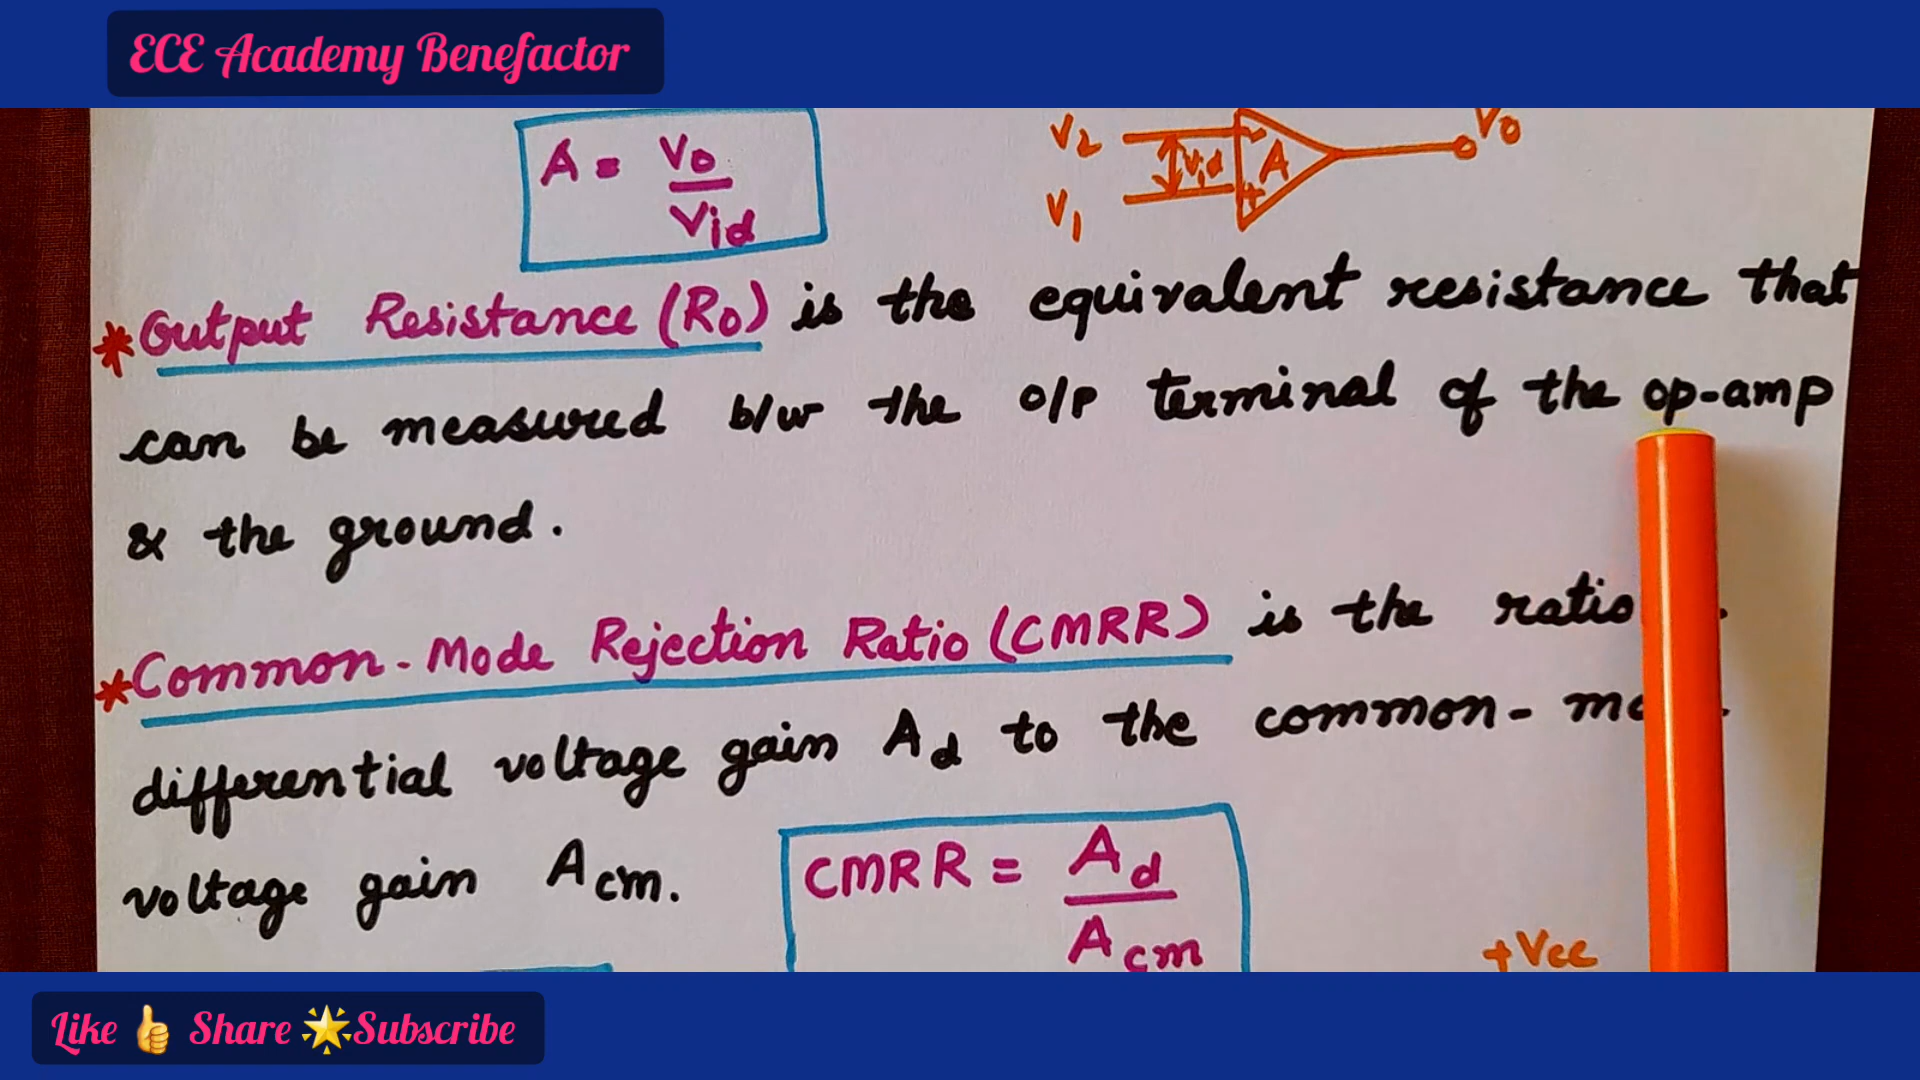 ECE Academy Benefactor
A = Vo / Vid
V2 Vid A Vo
- +
V1
*Output Resistance (Ro) is the equivalent resistance that
can be measured b/w the o/p terminal of the op-amp
& the ground.
*Common-Mode Rejection Ratio (CMRR) is the ratio
differential voltage gain Ad to the common-
voltage gain Acm.
CMRR = Ad / Acm
+Vcc
Like 👍 Share 🌟Subscribe